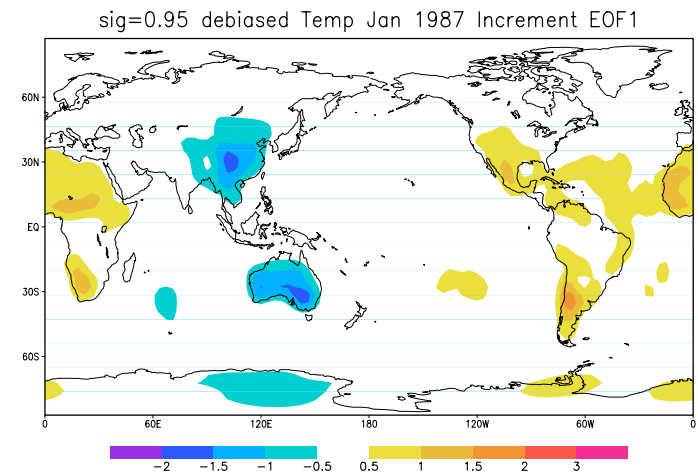 sig=0.95 debiased Temp Jan 1987 Increment EOF1
60N
30N
EQ
30S
60S
0 60E 120E 180 120W 60W 0
−2 −1.5 −1 −0.5 0.5 1 1.5 2 3